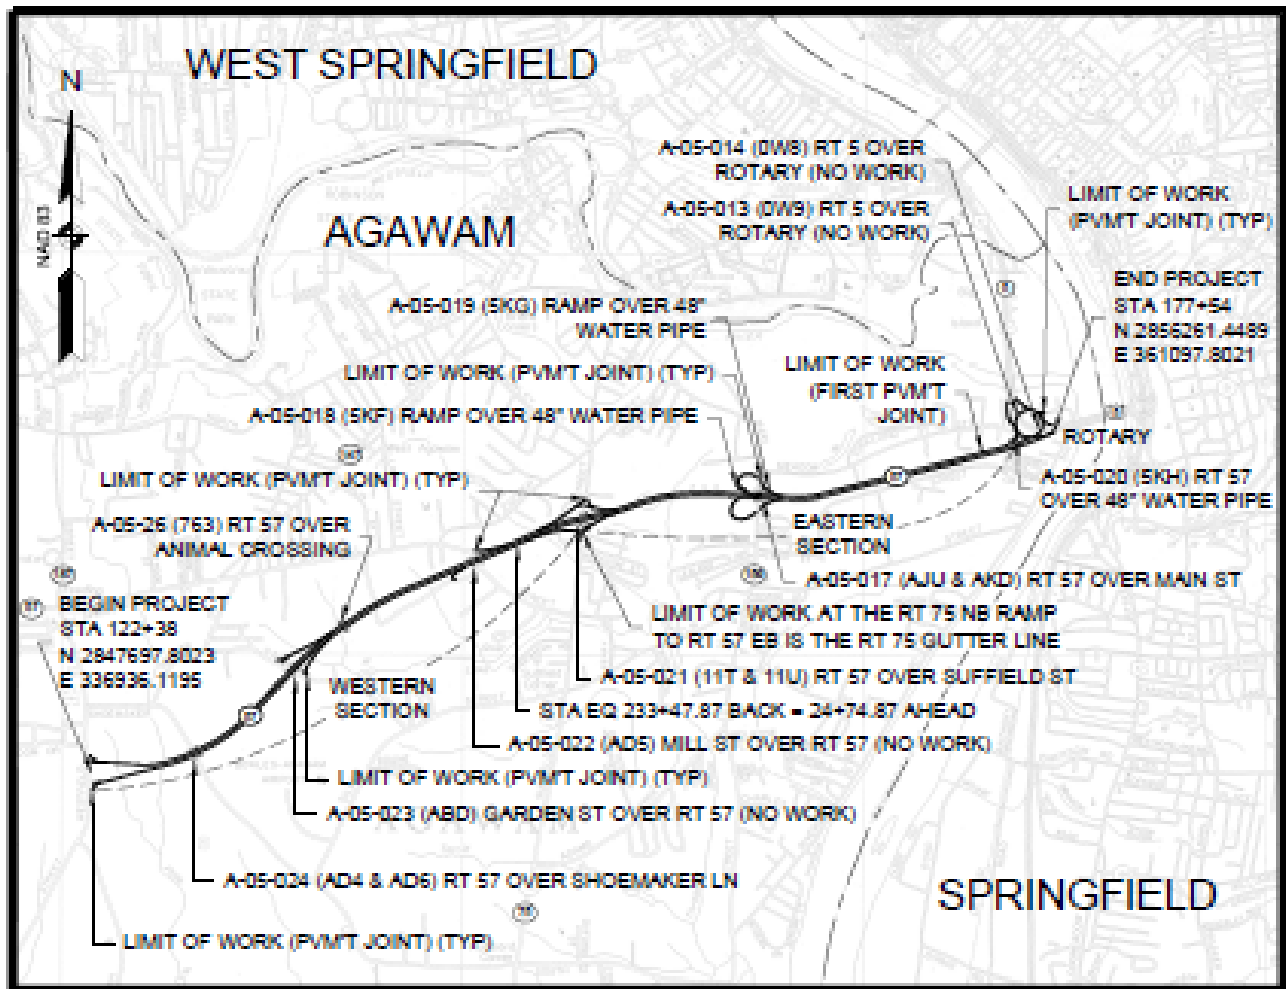 WEST SPRINGFIELD
N
NAD 83
A-05-014 (0W8) RT 5 OVER
ROTARY (NO WORK)
A-05-013 (0W9) RT 5 OVER
ROTARY (NO WORK)
LIMIT OF WORK
(PVM'T JOINT) (TYP)
AGAWAM
END PROJECT
STA 177+54
N 2856261.4489
E 361097.8021
A-05-019 (5KG) RAMP OVER 48"
WATER PIPE
LIMIT OF WORK (PVM'T JOINT) (TYP)
LIMIT OF WORK
(FIRST PVM'T
JOINT)
A-05-018 (5KF) RAMP OVER 48" WATER PIPE
ROTARY
LIMIT OF WORK (PVM'T JOINT) (TYP)
A-05-020 (5KH) RT 57
OVER 48" WATER PIPE
A-05-26 (763) RT 57 OVER
ANIMAL CROSSING
EASTERN
SECTION
A-05-017 (AJU & AKD) RT 57 OVER MAIN ST
BEGIN PROJECT
STA 122+38
N 2847697.8023
E 336936.1195
LIMIT OF WORK AT THE RT 75 NB RAMP
TO RT 57 EB IS THE RT 75 GUTTER LINE
A-05-021 (11T & 11U) RT 57 OVER SUFFIELD ST
WESTERN
SECTION
STA EQ 233+47.87 BACK = 24+74.87 AHEAD
A-05-022 (AD5) MILL ST OVER RT 57 (NO WORK)
LIMIT OF WORK (PVM'T JOINT) (TYP)
A-05-023 (ABD) GARDEN ST OVER RT 57 (NO WORK)
A-05-024 (AD4 & AD6) RT 57 OVER SHOEMAKER LN
SPRINGFIELD
LIMIT OF WORK (PVM'T JOINT) (TYP)